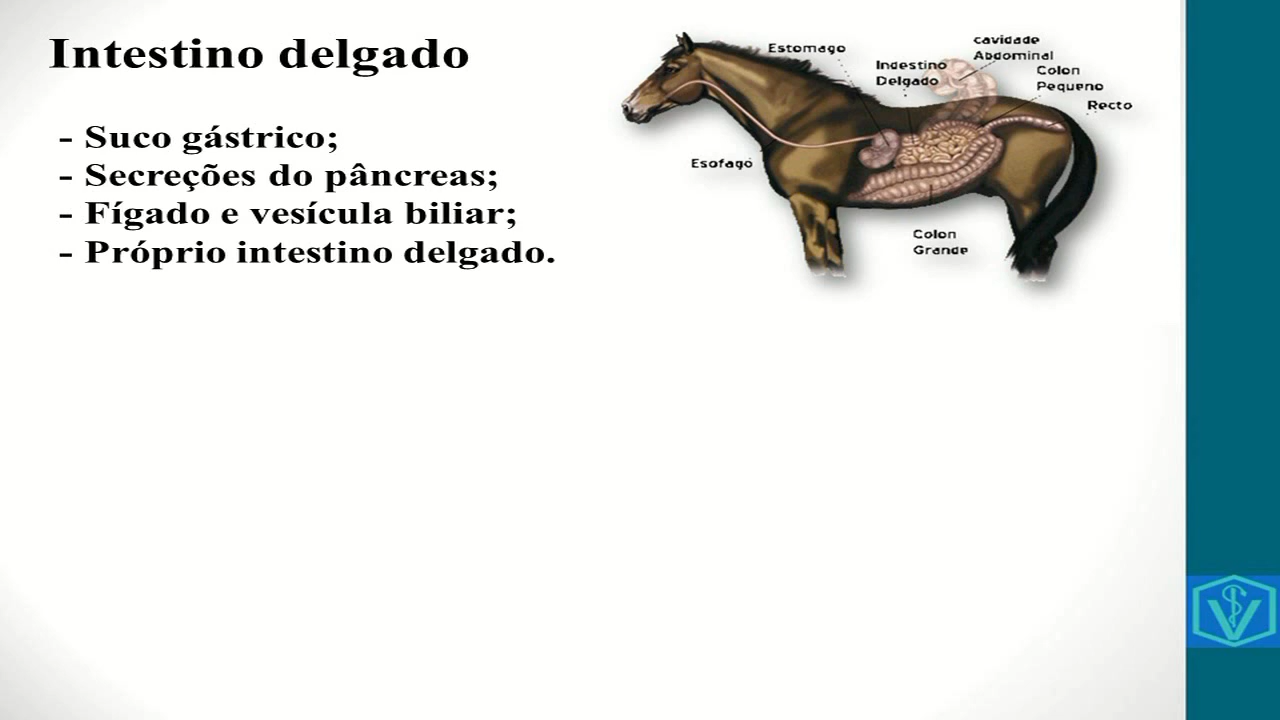 Intestino delgado
- Suco gástrico;
- Secreções do pâncreas;
- Fígado e vesícula biliar;
- Próprio intestino delgado.
Estomago
Indestino
Delgado
cavidade
Abdominal
Colon
Pequeno
Recto
Esofago
Colon
Grande